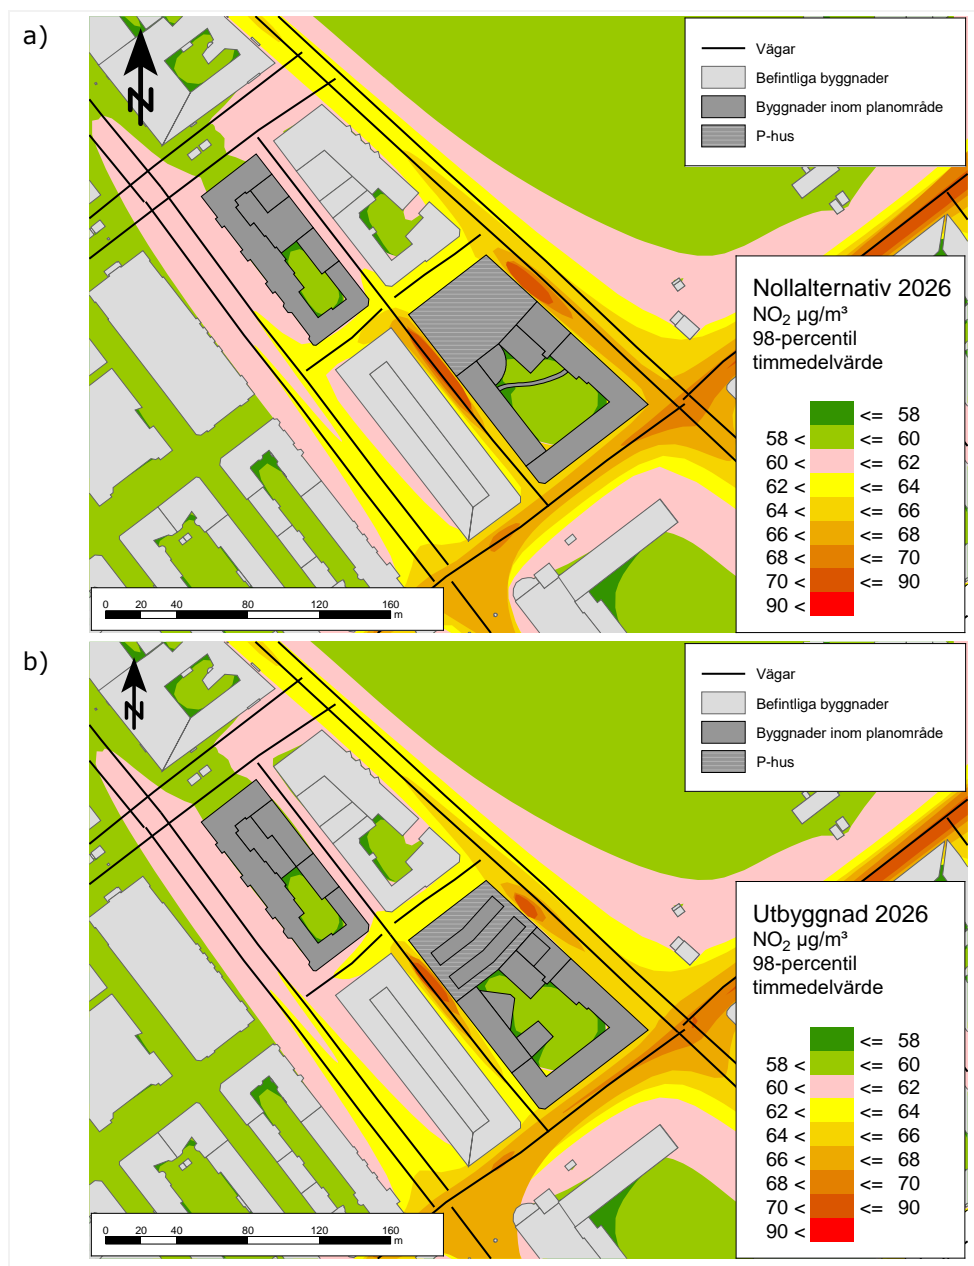 a)
N
Vägar
Befintliga byggnader
Byggnader inom planområde
P-hus
Nollalternativ 2026
NO2 µg/m³
98-percentil
timmedelvärde
<= 58
58 < <= 60
60 < <= 62
62 < <= 64
64 < <= 66
66 < <= 68
68 < <= 70
70 < <= 90
90 <
0 20 40 80 120 160
m
b)
N
Vägar
Befintliga byggnader
Byggnader inom planområde
P-hus
Utbyggnad 2026
NO2 µg/m³
98-percentil
timmedelvärde
<= 58
58 < <= 60
60 < <= 62
62 < <= 64
64 < <= 66
66 < <= 68
68 < <= 70
70 < <= 90
90 <
0 20 40 80 120 160
m